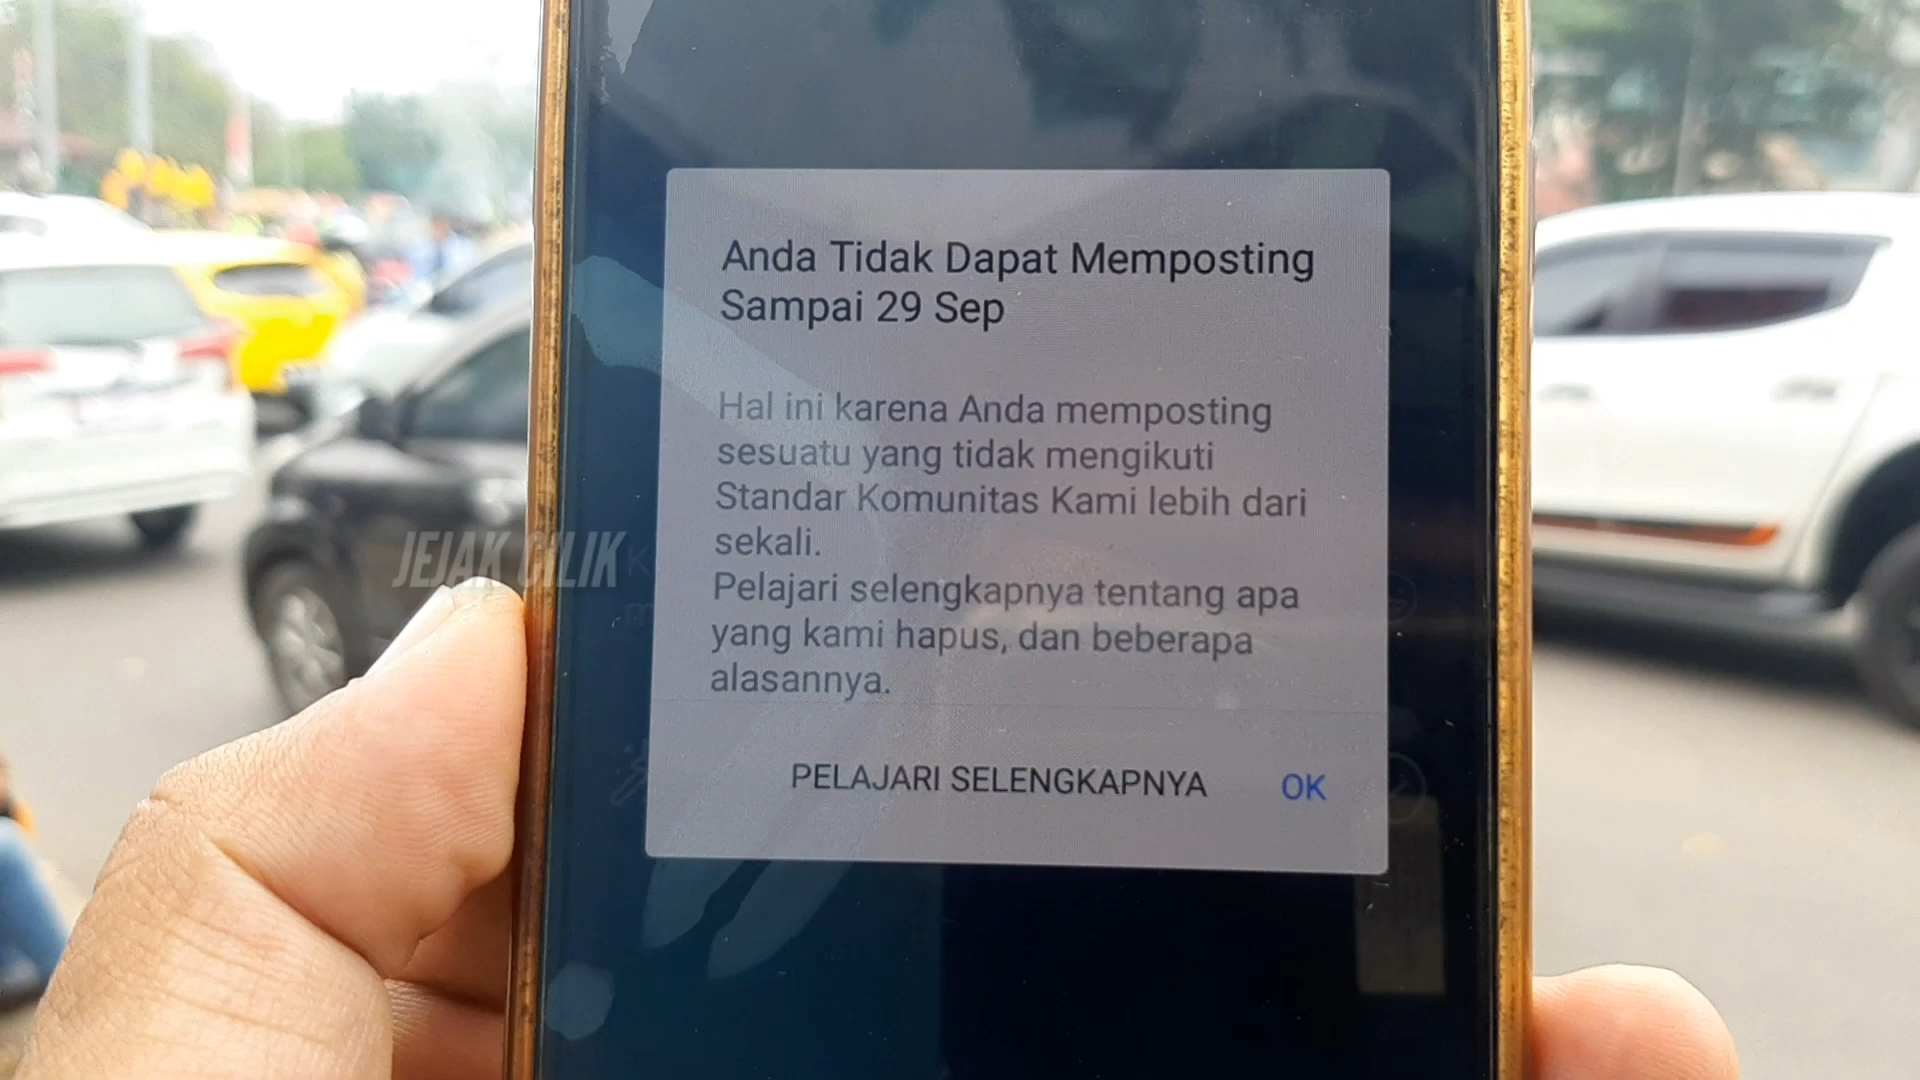 Anda Tidak Dapat Memposting
Sampai 29 Sep
Hal ini karena Anda memposting
sesuatu yang tidak mengikuti
Standar Komunitas Kami lebih dari
sekali.
Pelajari selengkapnya tentang apa
yang kami hapus, dan beberapa
alasannya.
PELAJARI SELENGKAPNYA OK
JEJAK CILIK